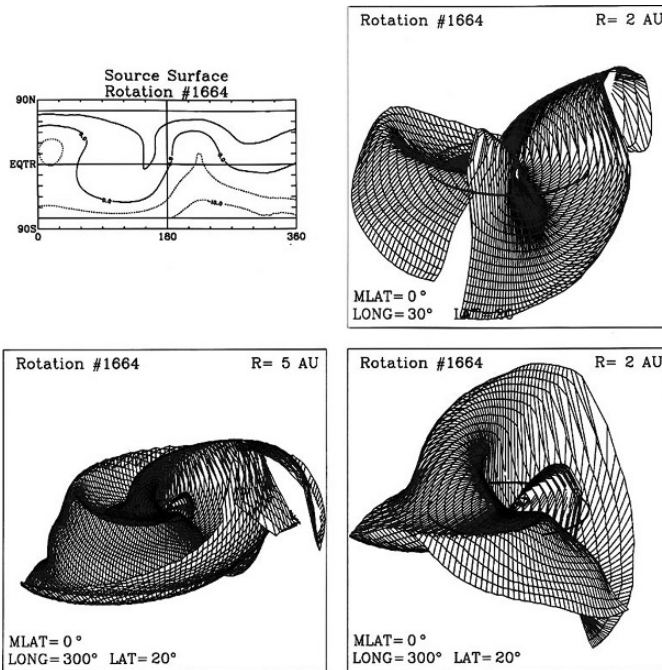 Source Surface
Rotation #1664
90N
EQTR
90S
0
180
360
Rotation #1664 R= 2 AU
MLAT= 0°
LONG= 30°
Rotation #1664 R= 5 AU
MLAT= 0°
LONG= 300° LAT= 20°
Rotation #1664 R= 2 AU
MLAT= 0°
LONG= 300° LAT= 20°